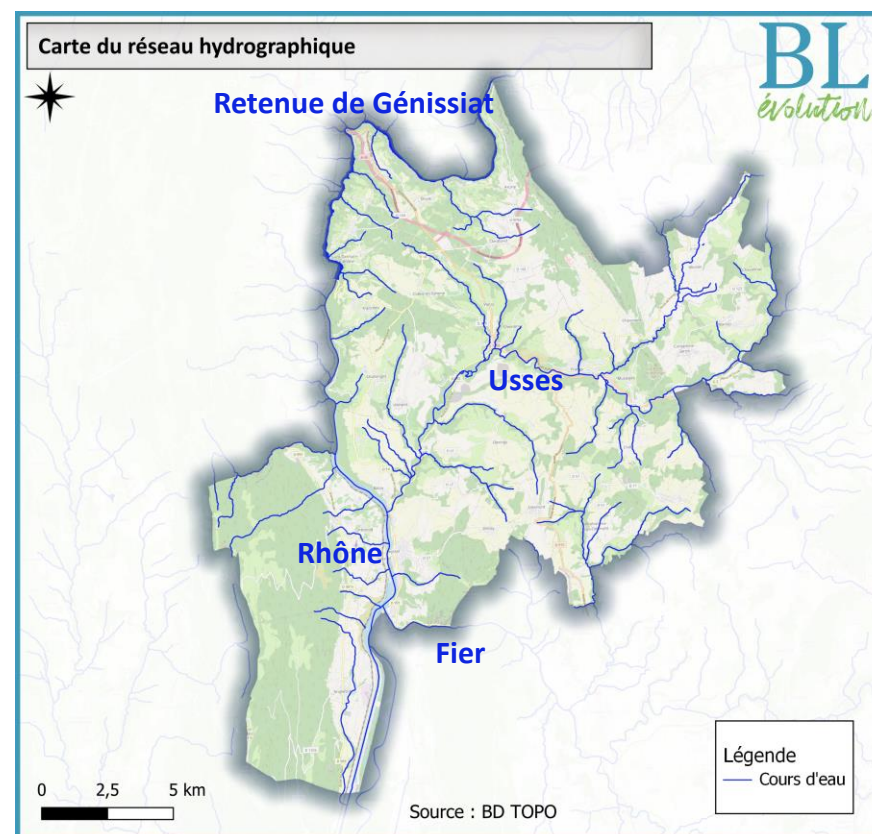 Carte du réseau hydrographique
BL
évolution
Retenue de Génissiat
Usses
Rhône
Fier
0 2,5 5 km
Source : BD TOPO
Légende
Cours d'eau